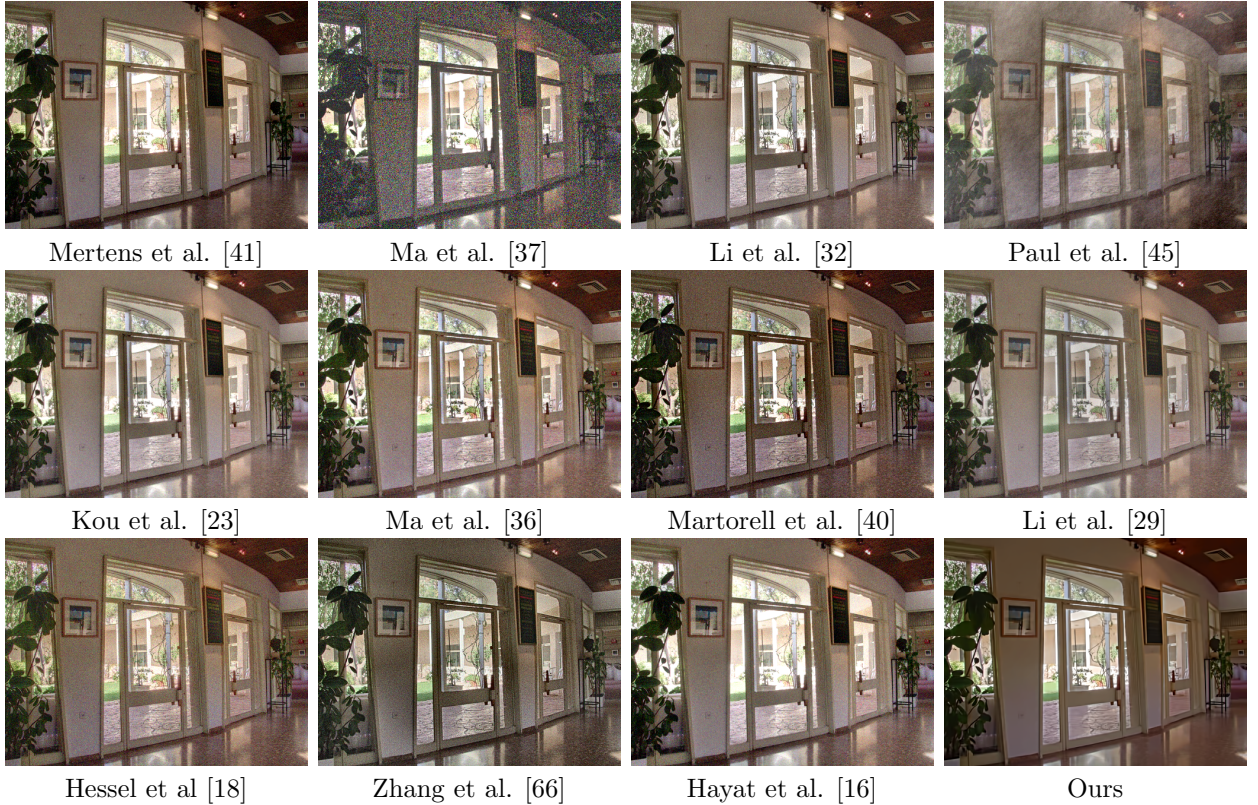 Mertens et al. [41]
Ma et al. [37]
Li et al. [32]
Paul et al. [45]
Kou et al. [23]
Ma et al. [36]
Martorell et al. [40]
Li et al. [29]
Hessel et al [18]
Zhang et al. [66]
Hayat et al. [16]
Ours